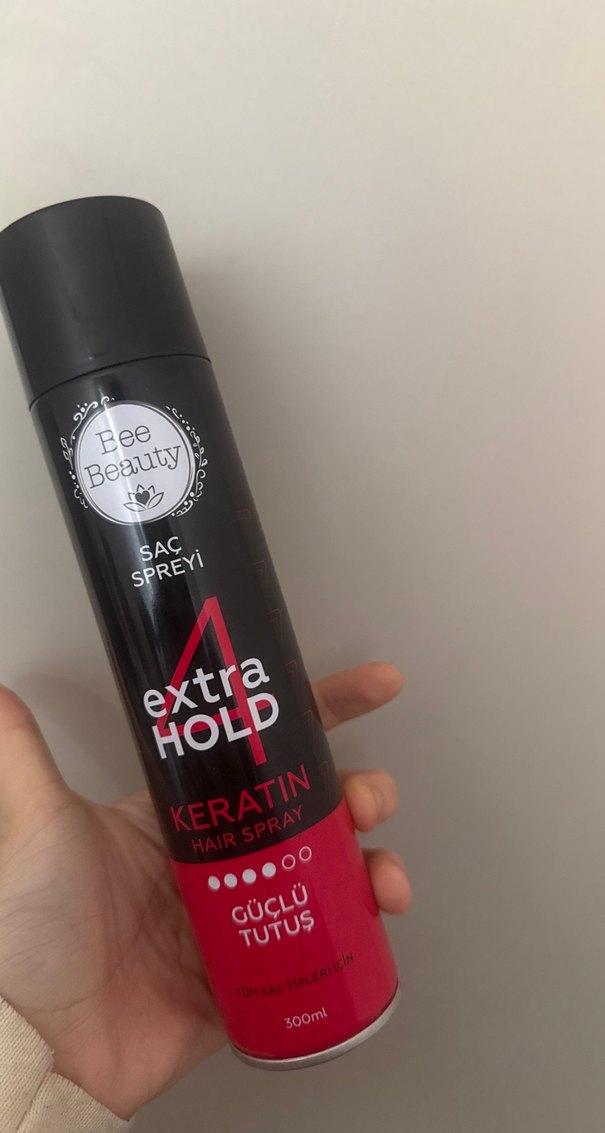 Bee
Beauty
SAÇ
SPREYİ
4
extra
HOLD
KERATIN
HAIR SPRAY
GÜÇLÜ
TUTUŞ
TÜM SAÇ TİPLERİ İÇİN
300ml